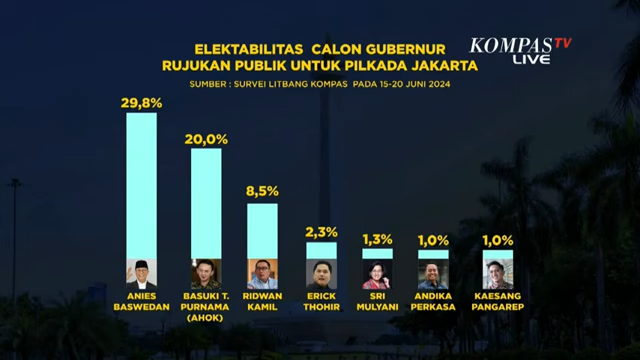 ELEKTABILITAS CALON GUBERNUR
RUJUKAN PUBLIK UNTUK PILKADA JAKARTA
SUMBER : SURVEI LITBANG KOMPAS PADA 15-20 JUNI 2024
KOMPAS TV
LIVE
29,8%
20,0%
8,5%
2,3%
1,3%
1,0%
1,0%
ANIES
BASWEDAN
BASUKI T.
PURNAMA
(AHOK)
RIDWAN
KAMIL
ERICK
THOHIR
SRI
MULYANI
ANDIKA
PERKASA
KAESANG
PANGAREP